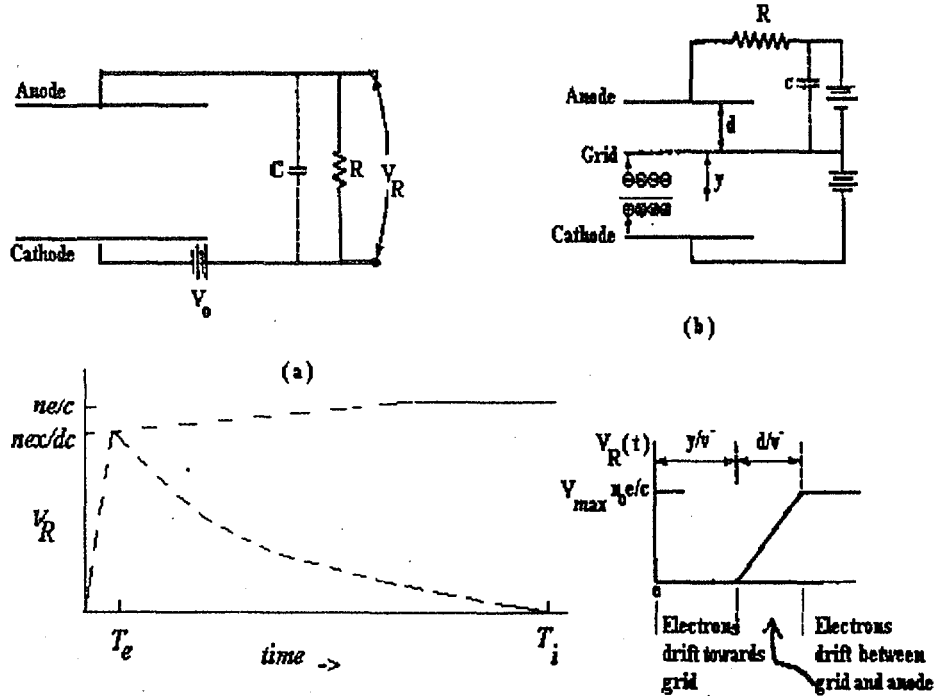 R
Anode
C
R
V_R
Cathode
V_o
(a)
R
C
Anode
d
Grid
y
⊖⊖⊖⊖
⊕⊕⊕⊕
Cathode
(b)
ne/c
nex/dc
V_R
T_e
time ->
T_i
V_R(t)
y/v⁻
d/v⁻
V_max n_o e/c
o
Electrons
drift towards
grid
Electrons
drift between
grid and anode